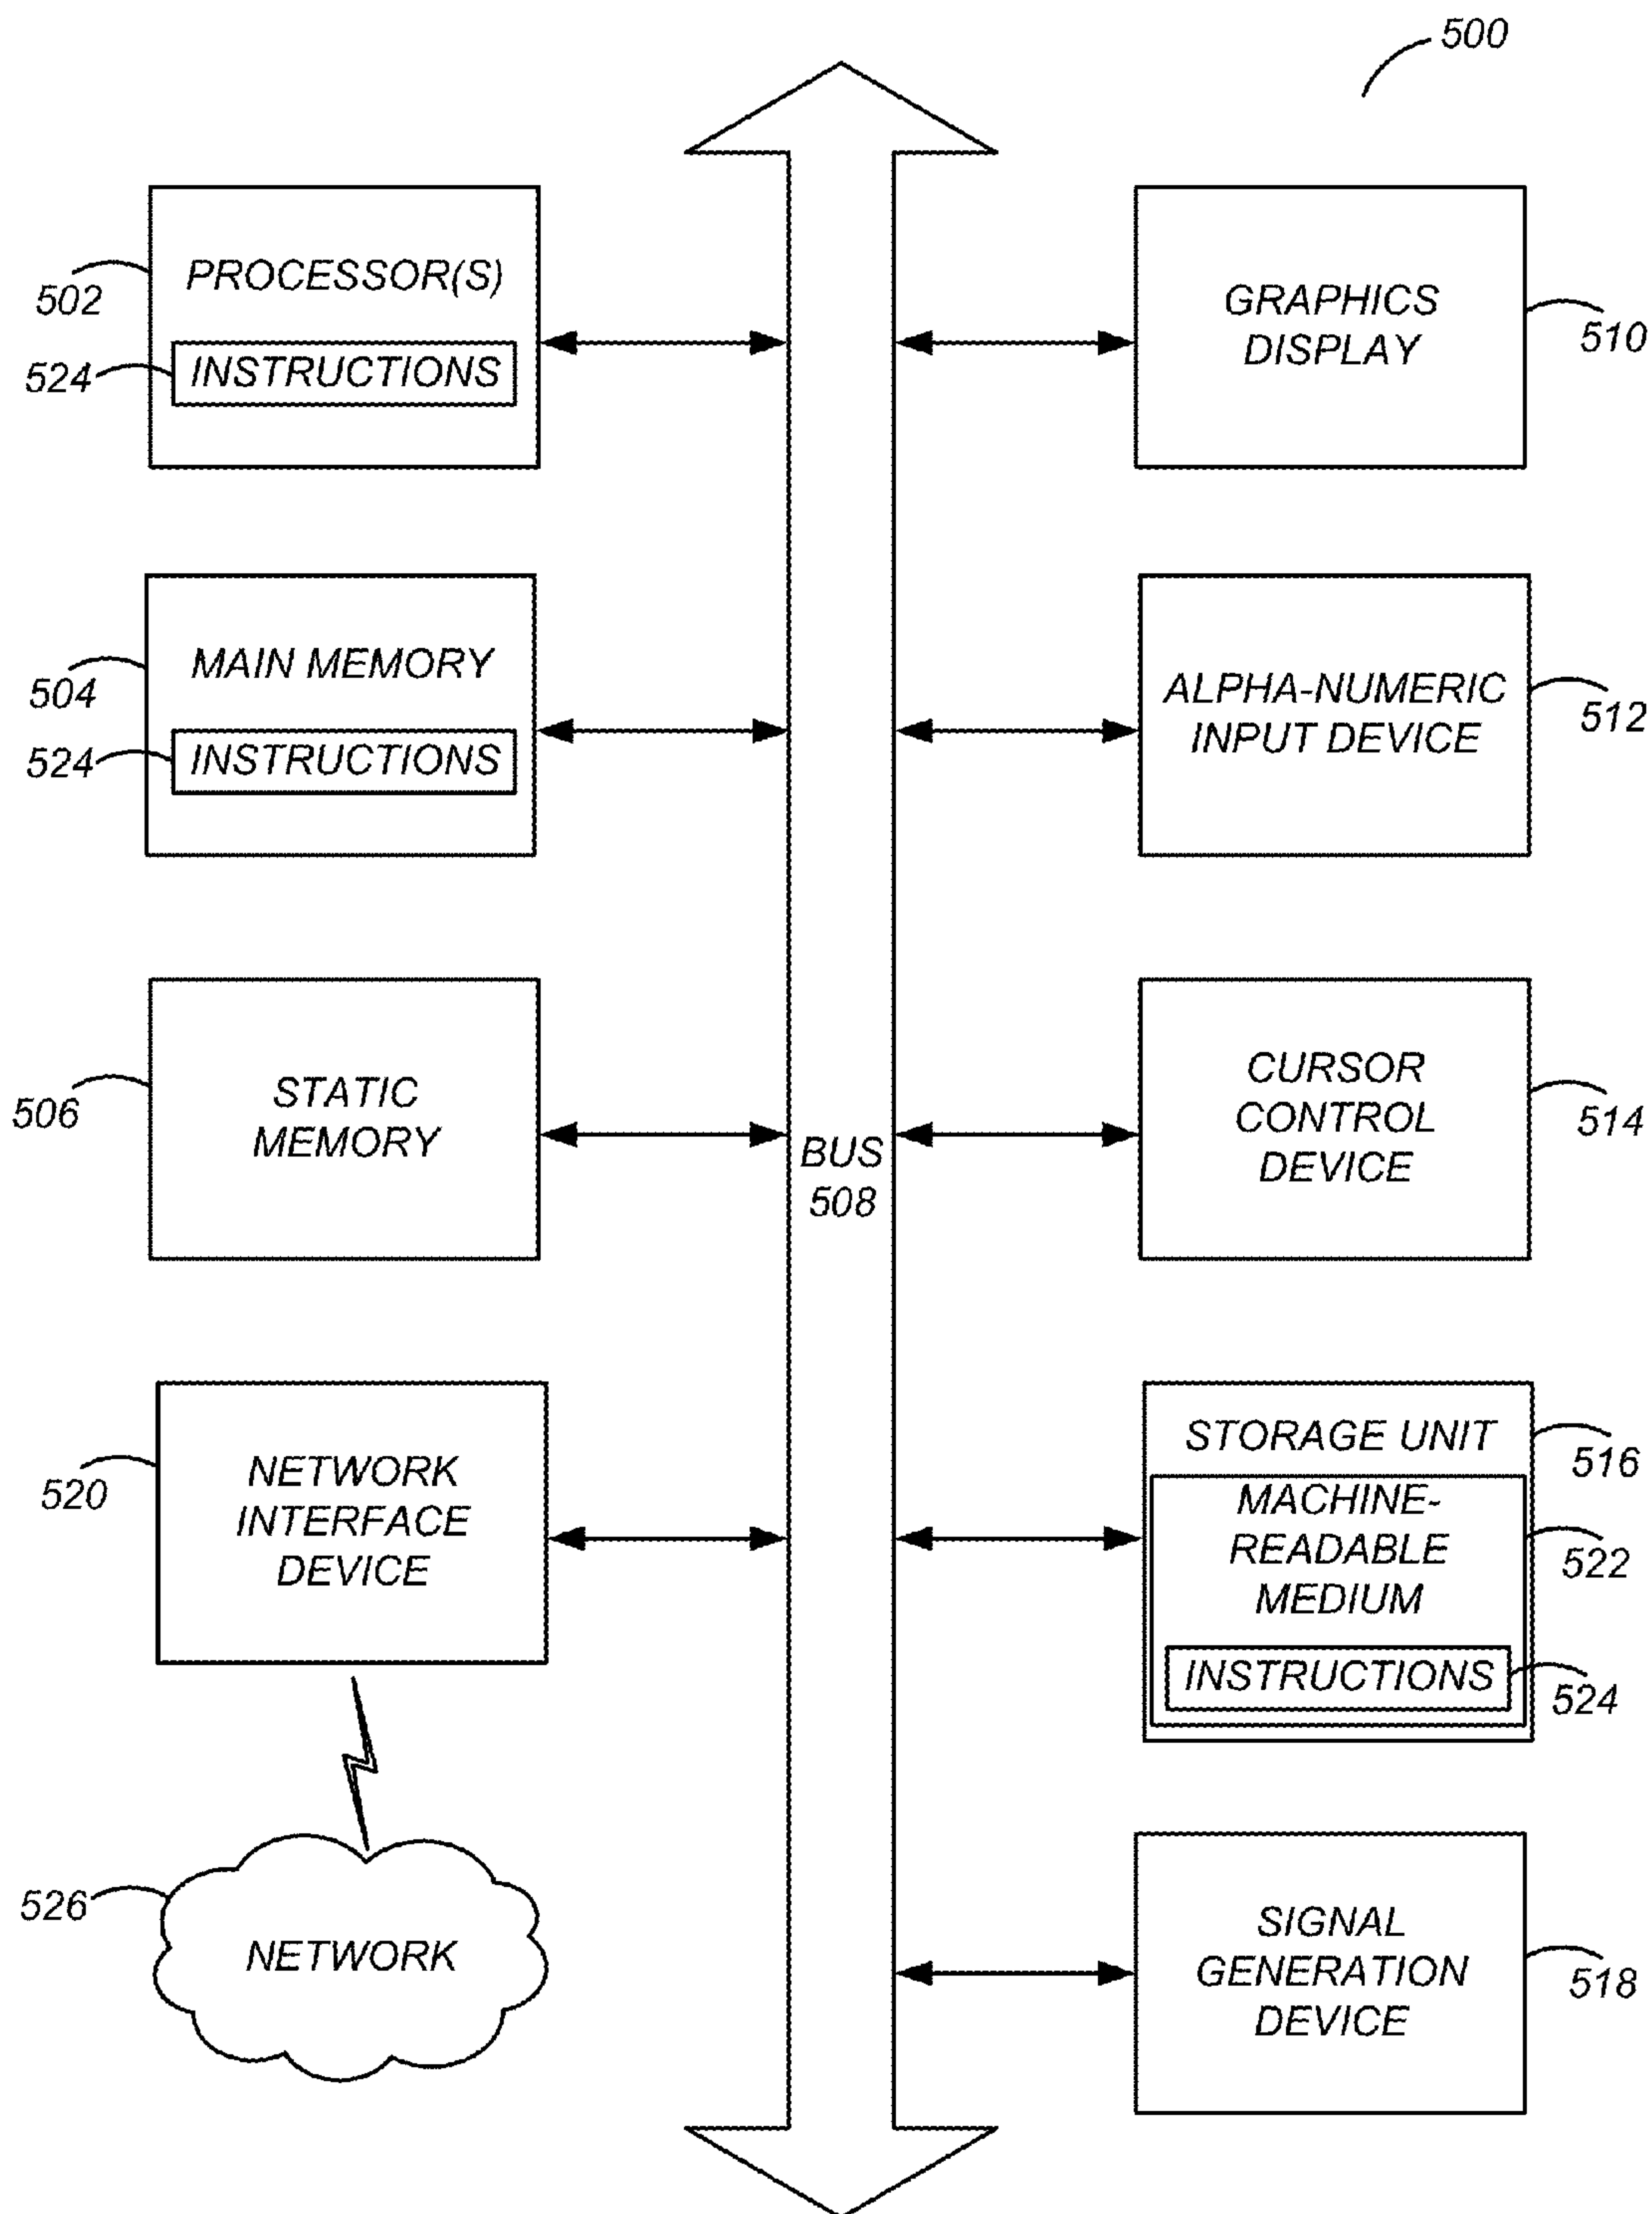 500
PROCESSOR(S)
502
INSTRUCTIONS
524
GRAPHICS
DISPLAY
510
MAIN MEMORY
504
INSTRUCTIONS
524
ALPHA-NUMERIC
INPUT DEVICE
512
STATIC
MEMORY
506
BUS
508
CURSOR
CONTROL
DEVICE
514
NETWORK
INTERFACE
DEVICE
520
STORAGE UNIT
516
MACHINE-
READABLE
MEDIUM
522
INSTRUCTIONS
524
NETWORK
526
SIGNAL
GENERATION
DEVICE
518